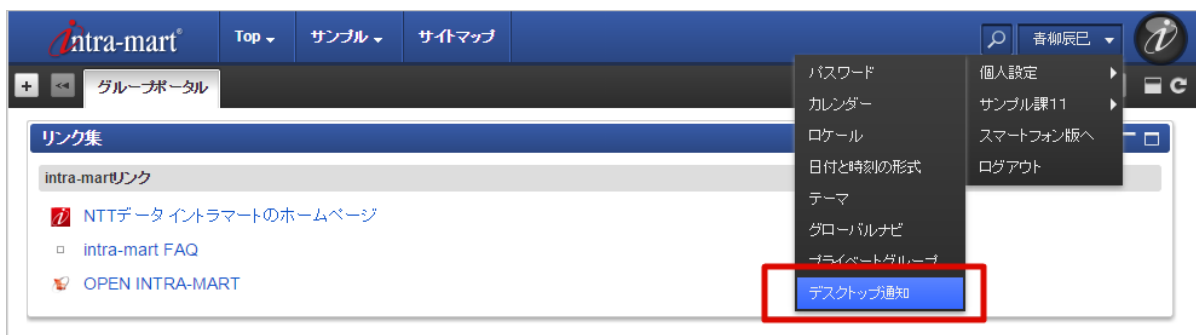 intra-mart® Top サンプル サイトマップ 青柳辰巳
グループポータル
リンク集
intra-martリンク
NTTデータ イントラマートのホームページ
intra-mart FAQ
OPEN INTRA-MART
パスワード
カレンダー
ロケール
日付と時刻の形式
テーマ
グローバルナビ
プライベートグループ
デスクトップ通知
個人設定
サンプル課11
スマートフォン版へ
ログアウト